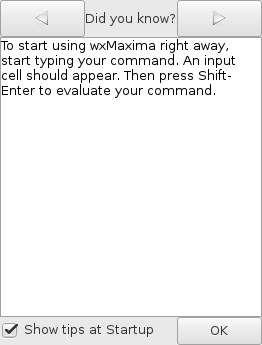 Did you know?
To start using wxMaxima right away,
start typing your command. An input
cell should appear. Then press Shift-
Enter to evaluate your command.
Show tips at Startup
OK